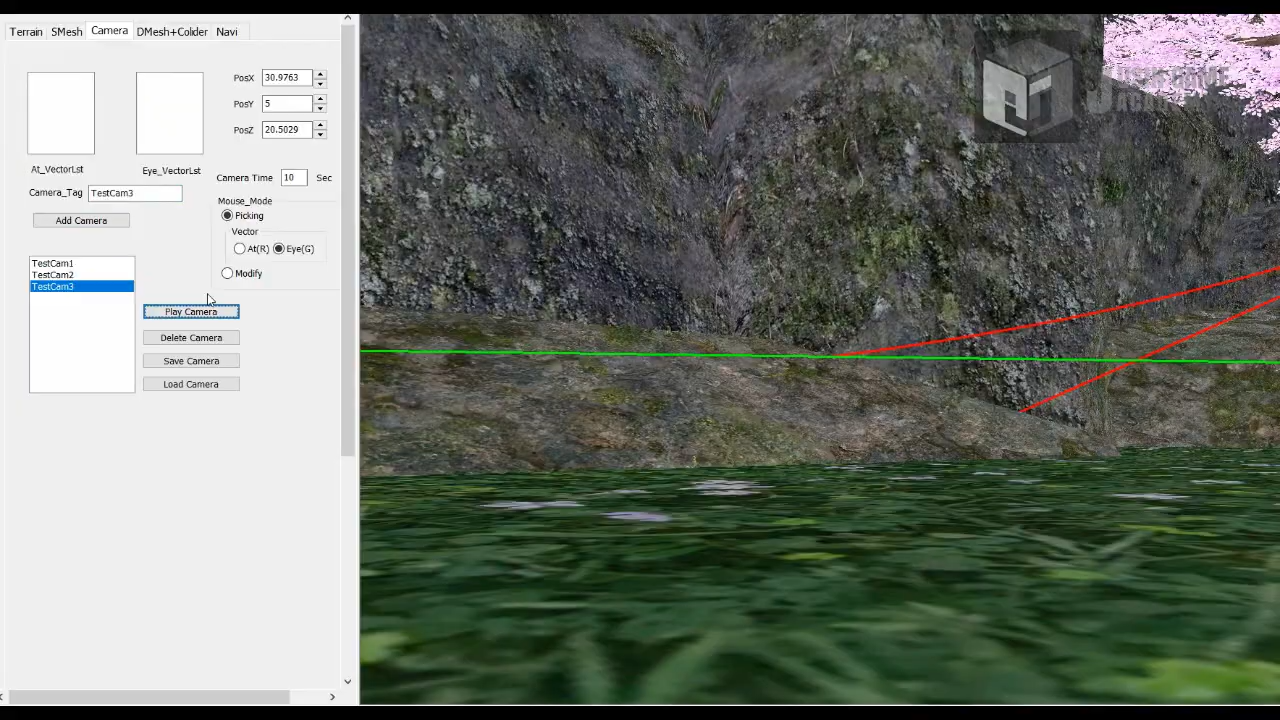 Terrain SMesh Camera DMesh+Colider Navi
PosX 30.9763
PosY 5
PosZ 20.5029
At_VectorLst Eye_VectorLst
Camera Time 10 Sec
Camera_Tag TestCam3
Mouse_Mode
Add Camera
Picking
Vector
At(R) Eye(G)
Modify
TestCam1
TestCam2
TestCam3
Play Camera
Delete Camera
Save Camera
Load Camera